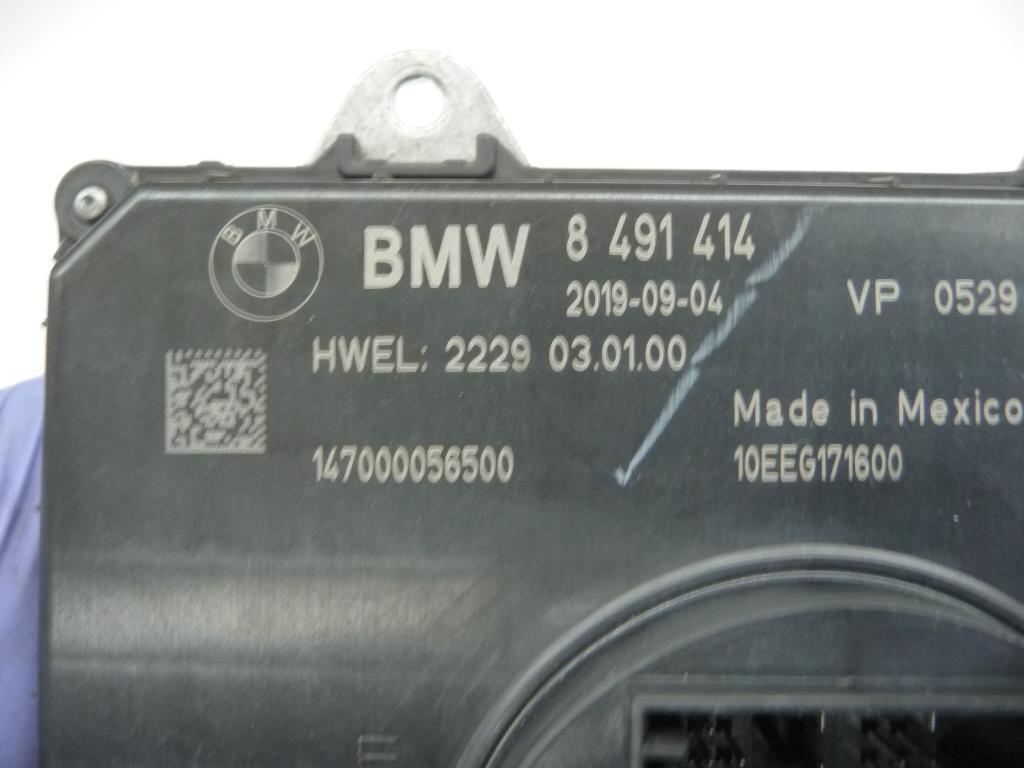 BMW
BMW 8 491 414
2019-09-04 VP 0529
HWEL: 2229 03.01.00
Made in Mexico
147000056500 10EEG171600